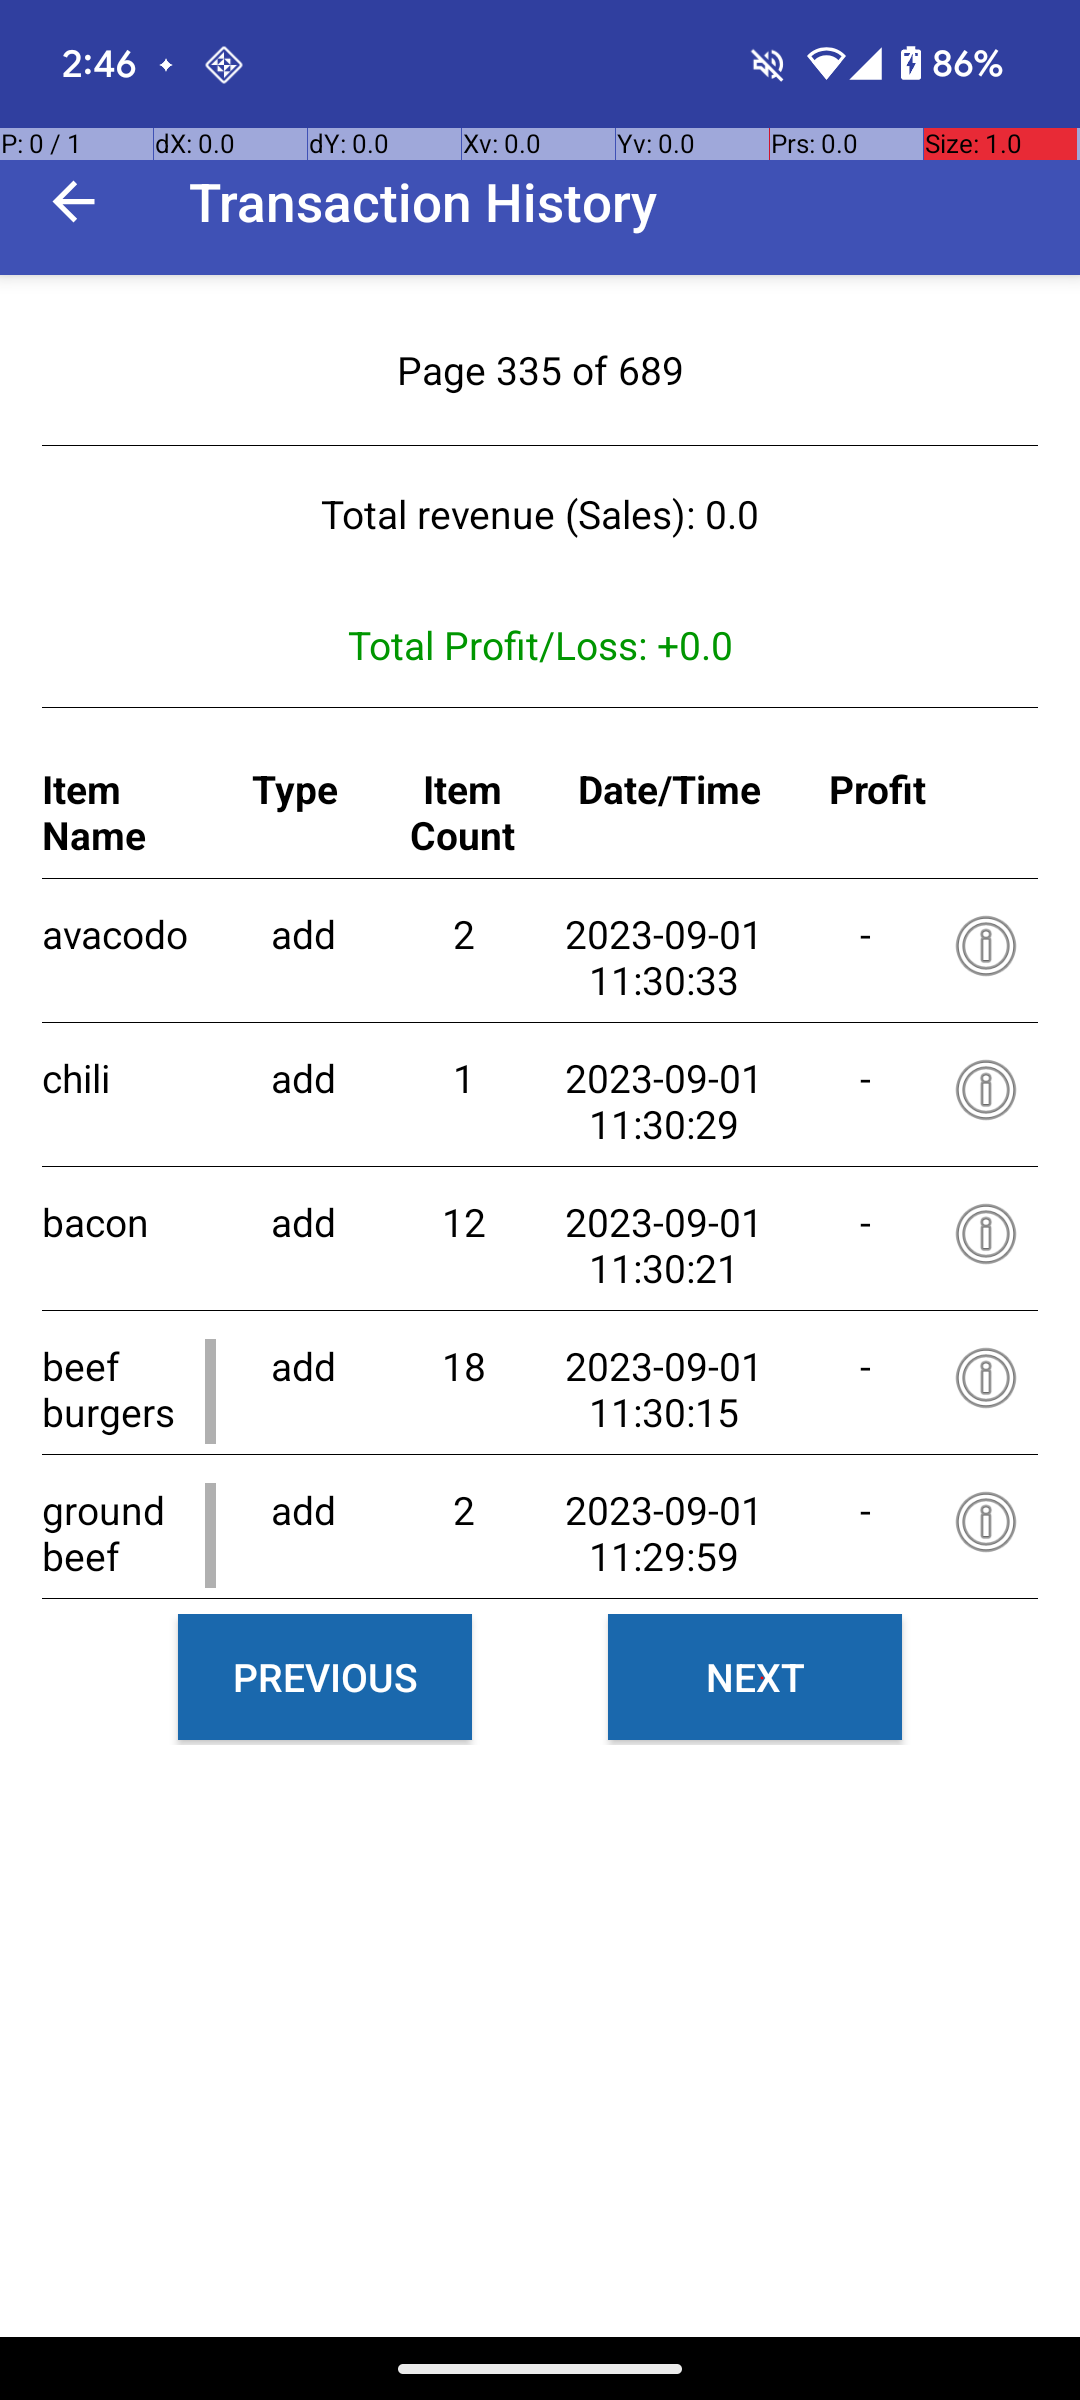 2:46
86%
P: 0 / 1 dX: 0.0 dY: 0.0 Xv: 0.0 Yv: 0.0 Prs: 0.0 Size: 1.0
Transaction History
Page 335 of 689
Total revenue (Sales): 0.0
Total Profit/Loss: +0.0
Item Name Type Item Count Date/Time Profit
avacodo add 2 2023-09-01 11:30:33 -
chili add 1 2023-09-01 11:30:29 -
bacon add 12 2023-09-01 11:30:21 -
beef burgers add 18 2023-09-01 11:30:15 -
ground beef add 2 2023-09-01 11:29:59 -
PREVIOUS NEXT